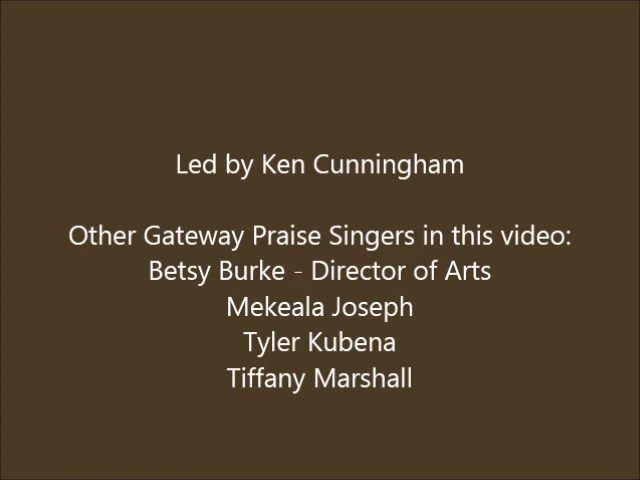 Led by Ken Cunningham
Other Gateway Praise Singers in this video:
Betsy Burke - Director of Arts
Mekeala Joseph
Tyler Kubena
Tiffany Marshall